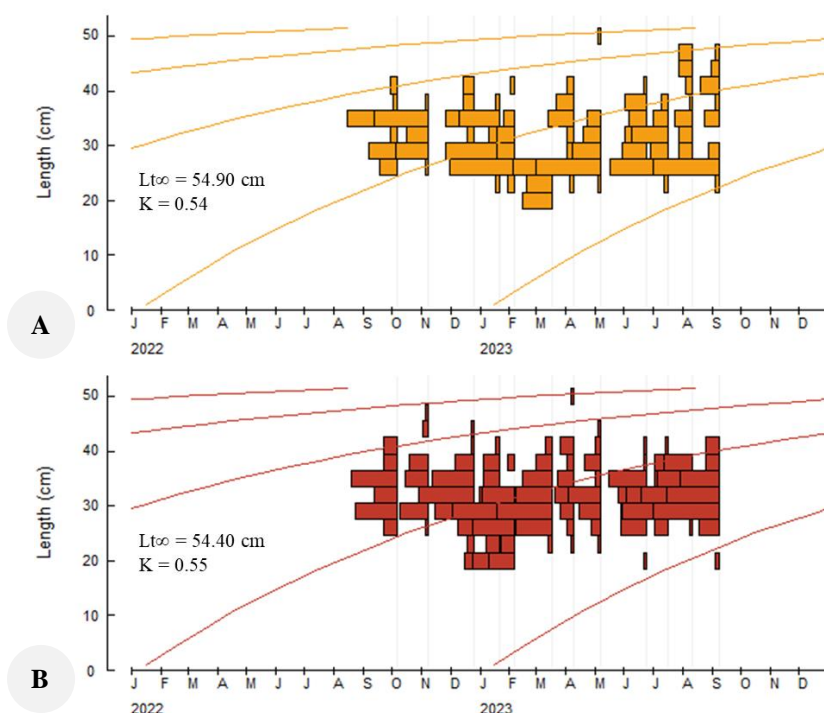 50
40
30
20
10
0
Length (cm)
Lt∞ = 54.90 cm
K = 0.54
A
J F M A M J J A S O N D J F M A M J J A S O N D
2022 2023
50
40
30
20
10
0
Length (cm)
Lt∞ = 54.40 cm
K = 0.55
B
J F M A M J J A S O N D J F M A M J J A S O N D
2022 2023